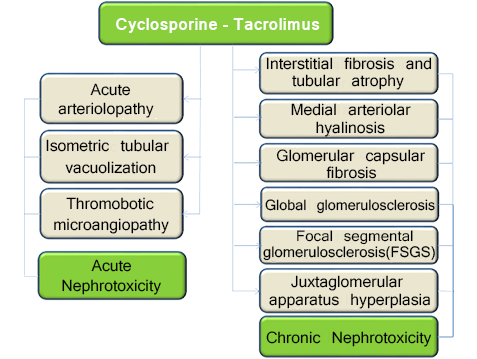 Cyclosporine - Tacrolimus
Acute
arteriolopathy
Isometric tubular
vacuolization
Thromobotic
microangiopathy
Acute
Nephrotoxicity
Interstitial fibrosis and
tubular atrophy
Medial arteriolar
hyalinosis
Glomerular capsular
fibrosis
Global glomerulosclerosis
Focal segmental
glomerulosclerosis(FSGS)
Juxtaglomerular
apparatus hyperplasia
Chronic Nephrotoxicity